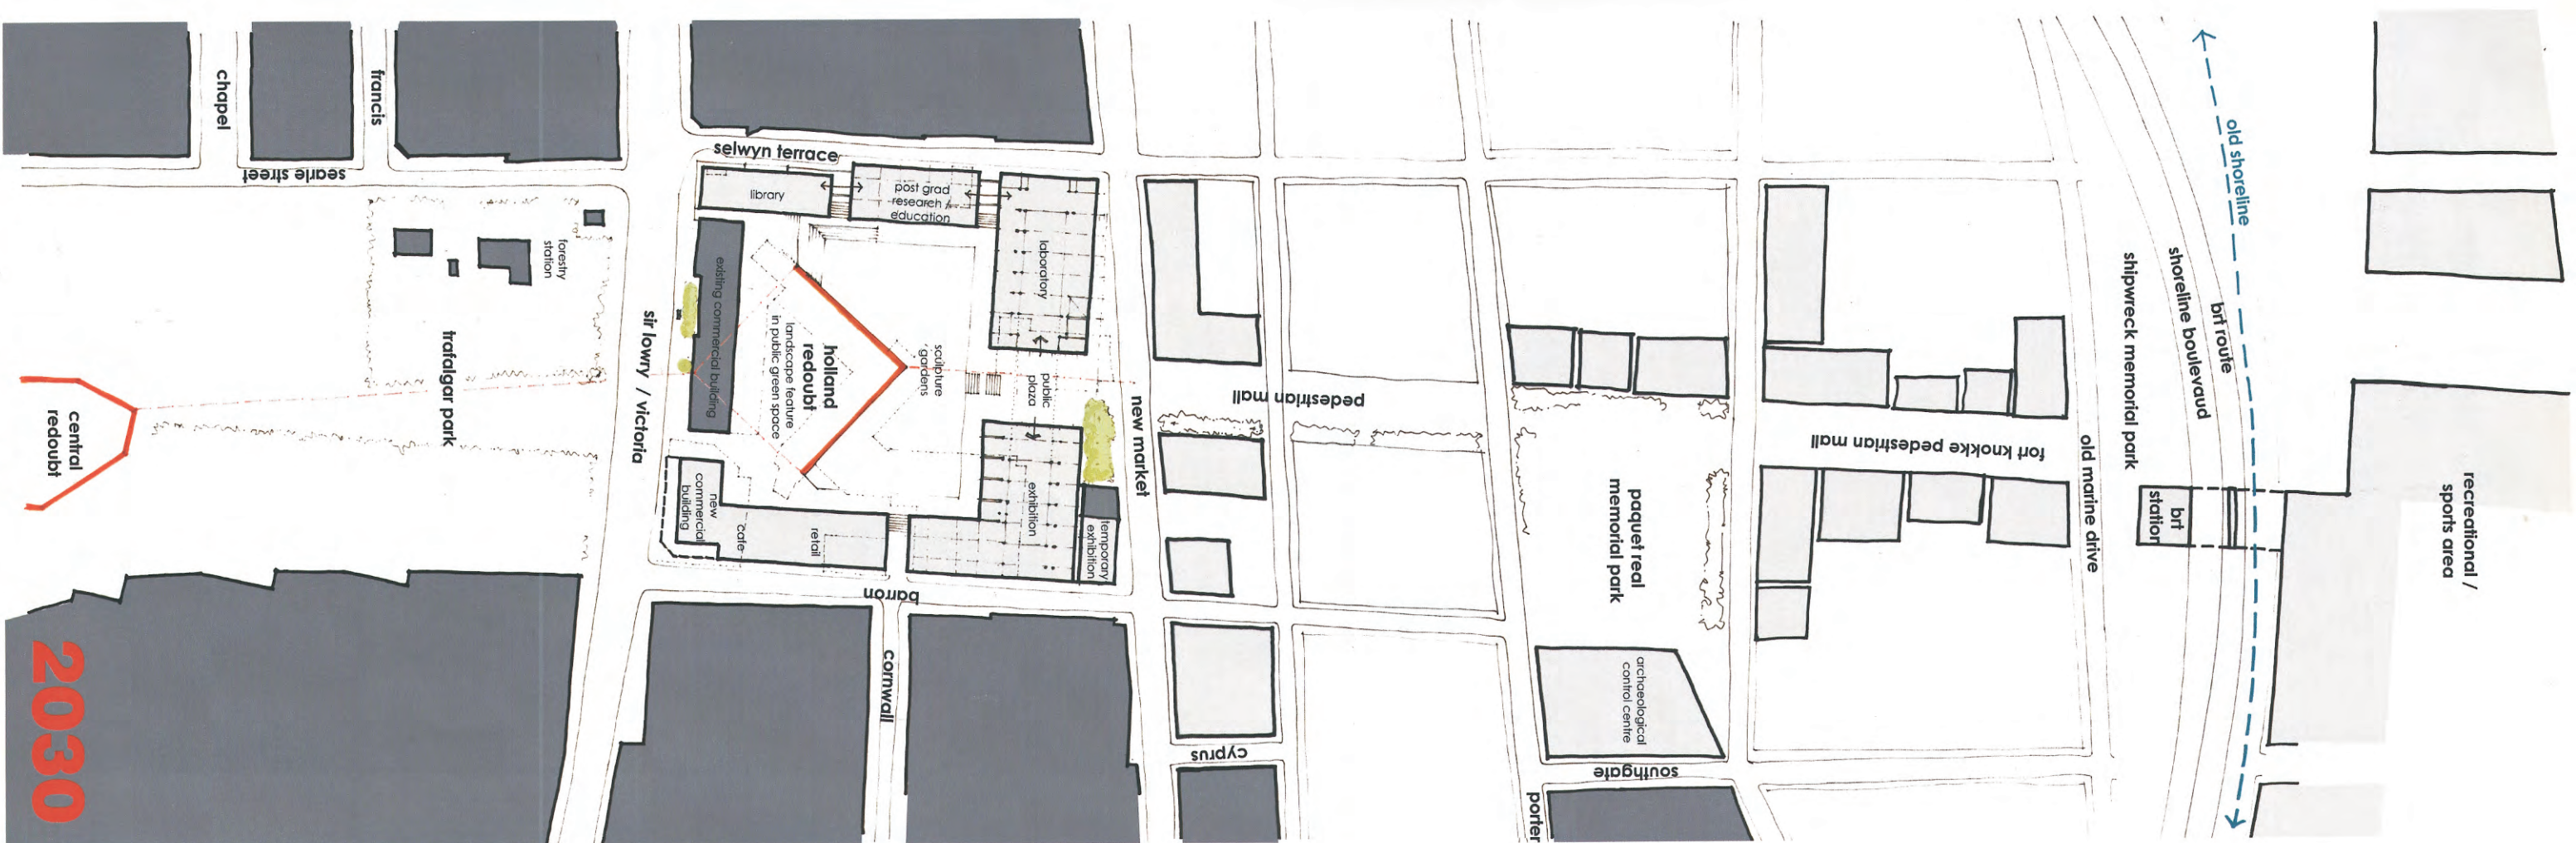 chapel
francis
searle street
selwyn terrace
library
post grad
research /
education
laboratory
forestry
station
existing commercial building
holland
redoubt
landscape feature
in public green space
sculpture
gardens
public
plaza
trafalgar park
sir lowry / victoria
central
redoubt
new
commercial
building
cafe
retail
exhibition
temporary
exhibition
new market
barron
cornwall
cyprus
pedestrian mall
paquet real
memorial park
archaeological
control centre
southgate
porter
fort knokke pedestrian mall
old marine drive
shipwreck memorial park
shoreline boulevaud
brt route
old shoreline
brt
station
recreational /
sports area
2030